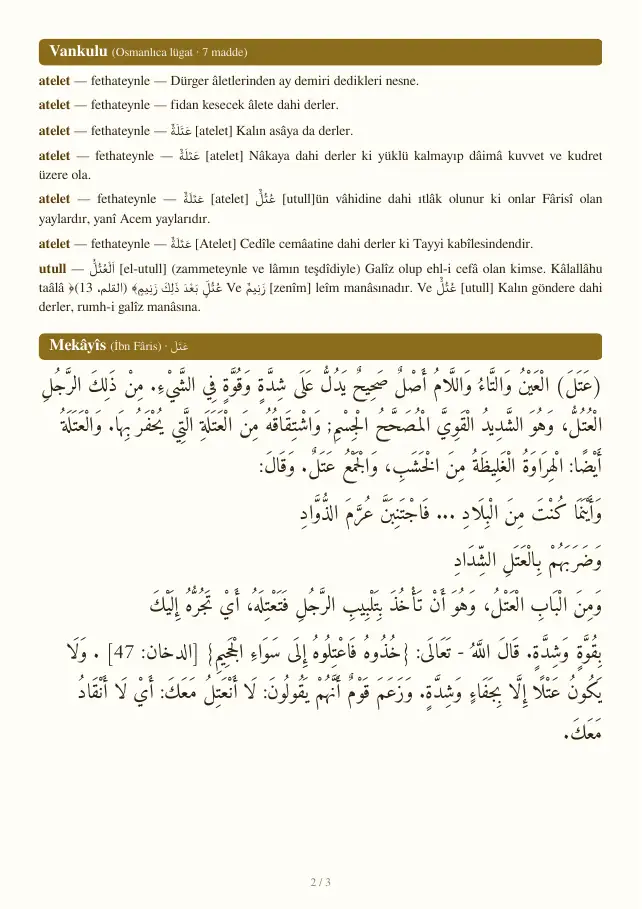 Vankulu (Osmanlıca lügat · 7 madde)
atelet — fethateynle — Dürger âletlerinden ay demiri dedikleri nesne.
atelet — fethateynle — fidan kesecek âlete dahi derler.
atelet — fethateynle — عَتَلَةٌ [atelet] Kalın asâya da derler.
atelet — fethateynle — عَتَلَةٌ [atelet] Nâkaya dahi derler ki yüklü kalmayıp dâimâ kuvvet ve kudret
üzere ola.
atelet — fethateynle — عَتَلَةٌ [atelet] عُتُلٌّ [utull]ün vâhidine dahi ıtlâk olunur ki onlar Fârisî olan
yaylardır, yanî Acem yaylarıdır.
atelet — fethateynle — عَتَلَةٌ [Atelet] Cedîle cemâatine dahi derler ki Tayyi kabîlesindendir.
utull — اَلْعُتُلُّ [el-utull] (zammeteynle ve lâmın teşdîdiyle) Galîz olup ehl-i cefâ olan kimse. Kâlallâhu
taâlâ ﴿عُتُلٍّ بَعْدَ ذَلِكَ زَنِيمٍ﴾ (القلم، 13) Ve زَنِيمٌ [zenîm] leîm manâsınadır. Ve عُتُلٌّ [utull] Kalın göndere dahi
derler, rumh-i galîz manâsına.
Mekâyîs (İbn Fâris) · عَتَلَ
(عَتَلَ) الْعَيْنُ وَالتَّاءُ وَاللَّامُ أَصْلٌ صَحِيحٌ يَدُلُّ عَلَى شِدَّةٍ وَقُوَّةٍ فِي الشَّيْءِ. مِنْ ذَلِكَ الرَّجُلِ
الْعُتُلُّ، وَهُوَ الشَّدِيدُ الْقَوِيُّ الْمُصَحَّحُ الْجِسْمِ; وَاشْتِقَاقُهُ مِنَ الْعَتَلَةِ الَّتِي يُحْفَرُ بِهَا. وَالْعَتَلَةُ
أَيْضًا: الْهِرَاوَةُ الْغَلِيظَةُ مِنَ الْخَشَبِ، وَالْجَمْعُ عَتَلٌ. وَقَالَ:
وَأَيْنَمَا كُنْتَ مِنَ الْبِلَادِ ... فَاجْتَنِبَنَّ عُرَّمَ الذُّوَّادِ
وَضَرَبَهُمْ بِالْعَتَلِ الشِّدَادِ
وَمِنَ الْبَابِ الْعَتْلُ، وَهُوَ أَنْ تَأْخُذَ بِتَلْبِيبِ الرَّجُلِ فَتَعْتِلَهُ، أَيْ تَجُرُّهُ إِلَيْكَ
بِقُوَّةٍ وَشِدَّةٍ. قَالَ اللَّهُ - تَعَالَى: {خُذُوهُ فَاعْتِلُوهُ إِلَى سَوَاءِ الْجَحِيمِ} [الدخان: 47] . وَلَا
يَكُونُ عَتْلًا إِلَّا بِجَفَاءٍ وَشِدَّةٍ. وَزَعَمَ قَوْمٌ أَنَّهُمْ يَقُولُونَ: لَا أَنْعَتِلُ مَعَكَ: أَيْ لَا أَنْقَادُ
مَعَكَ.
2 / 3